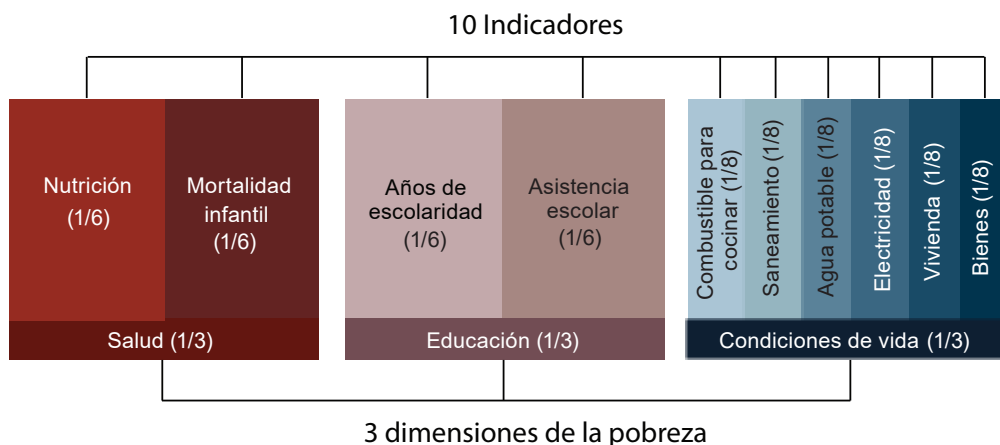 10 Indicadores
Nutrición
(1/6)
Mortalidad
infantil
(1/6)
Años de
escolaridad
(1/6)
Asistencia
escolar
(1/6)
Combustible para
cocinar (1/8)
Saneamiento (1/8)
Agua potable (1/8)
Electricidad (1/8)
Vivienda (1/8)
Bienes (1/8)
Salud (1/3)
Educación (1/3)
Condiciones de vida (1/3)
3 dimensiones de la pobreza